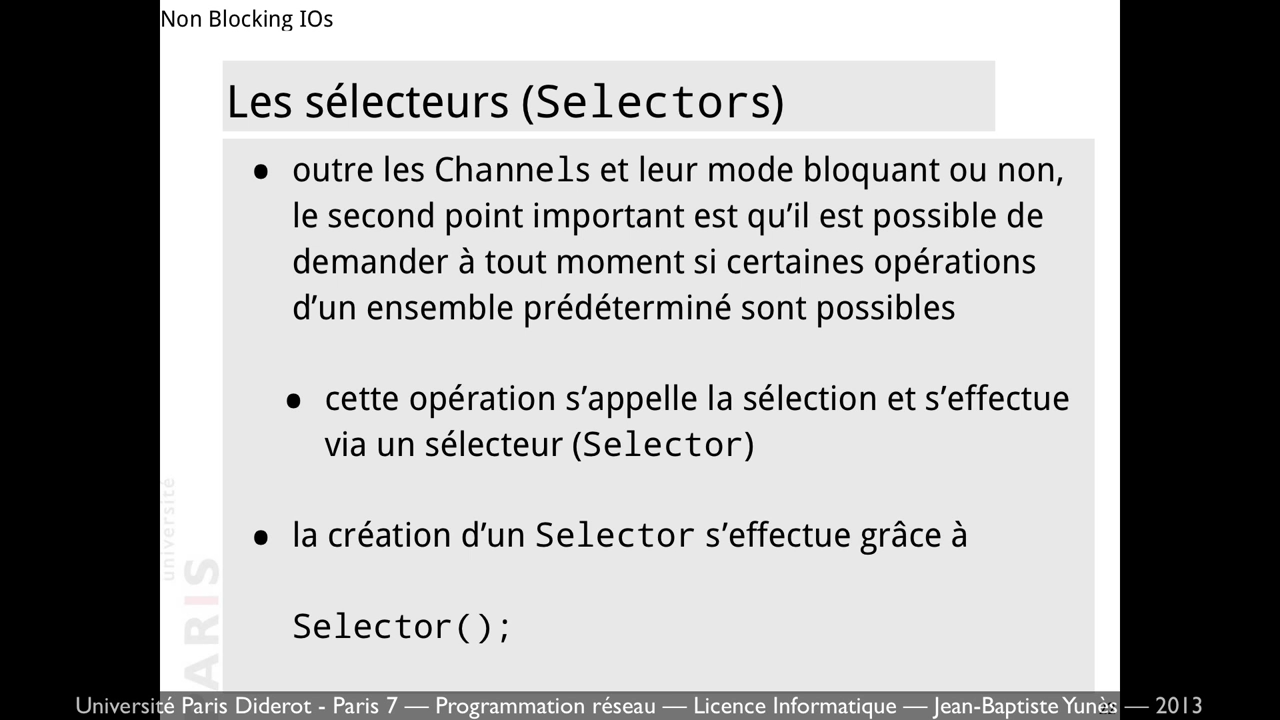 Non Blocking IOs
Les sélecteurs (Selectors)
• outre les Channels et leur mode bloquant ou non,
le second point important est qu’il est possible de
demander à tout moment si certaines opérations
d’un ensemble prédéterminé sont possibles
• cette opération s’appelle la sélection et s’effectue
via un sélecteur (Selector)
• la création d’un Selector s’effectue grâce à
Selector();
université
PARIS
Université Paris Diderot - Paris 7 — Programmation réseau — Licence Informatique — Jean-Baptiste Yunès — 2013